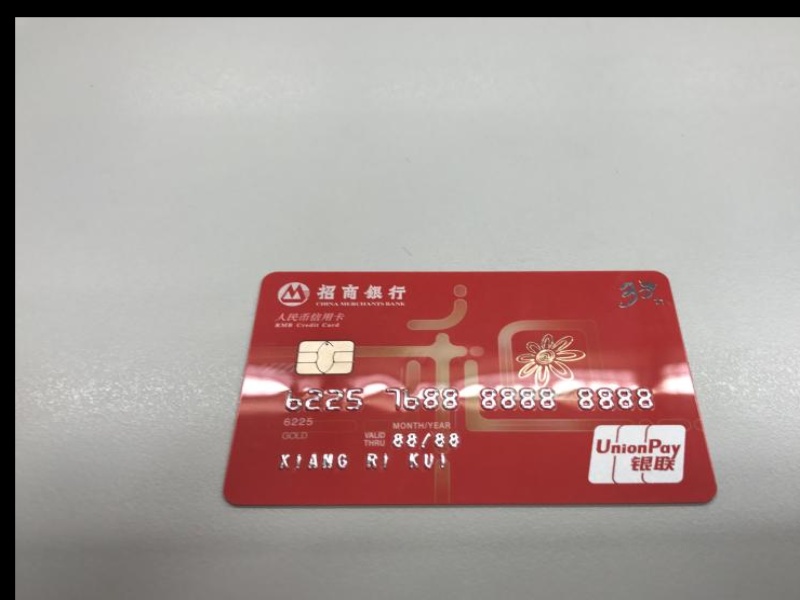 招商銀行
CHINA MERCHANTS BANK
人民币信用卡
RMB Credit Card
6225 7688 8888 8888
6225
MONTH/YEAR
GOLD
VALID THRU 88/88
XIANG RI KUI
UnionPay
银联